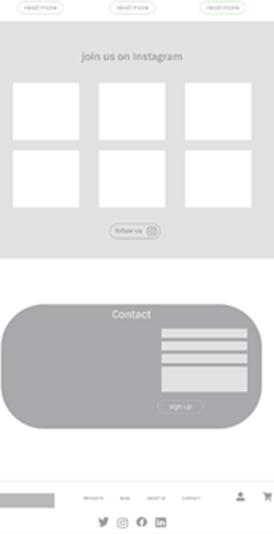 read more read more read more
join us on Instagram
follow us
Contact
sign up
PRODUCTS BLOG ABOUT US CONTACT